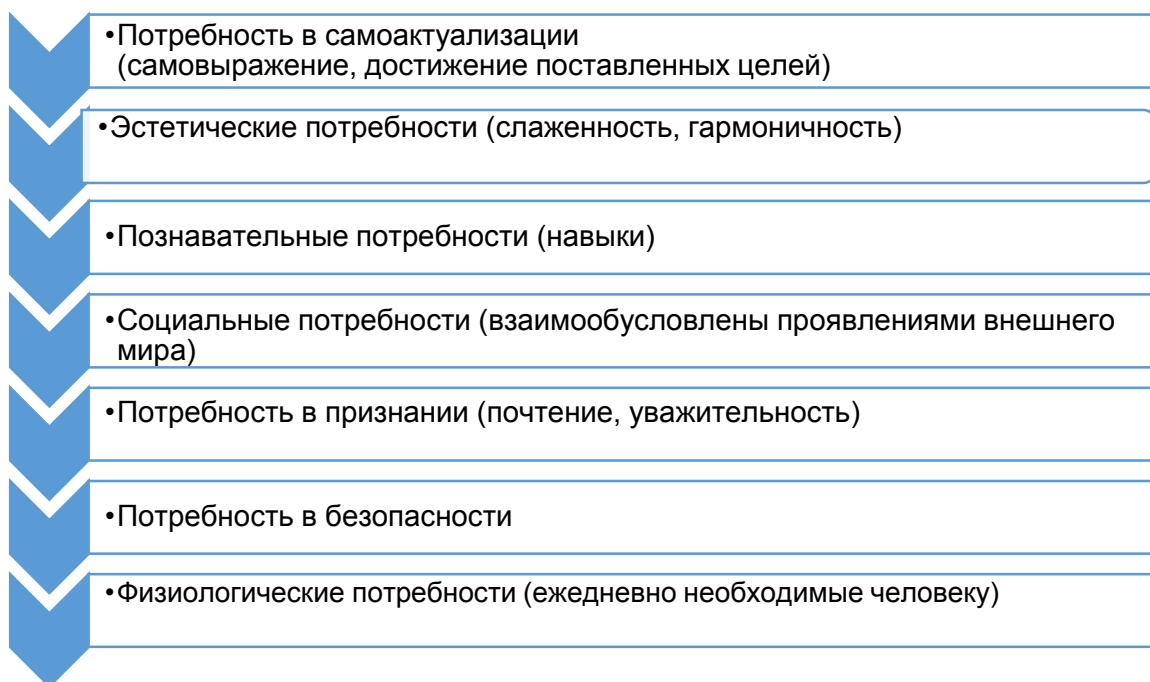 •Потребность в самоактуализации
(самовыражение, достижение поставленных целей)
•Эстетические потребности (слаженность, гармоничность)
•Познавательные потребности (навыки)
•Социальные потребности (взаимообусловлены проявлениями внешнего
мира)
•Потребность в признании (почтение, уважительность)
•Потребность в безопасности
•Физиологические потребности (ежедневно необходимые человеку)